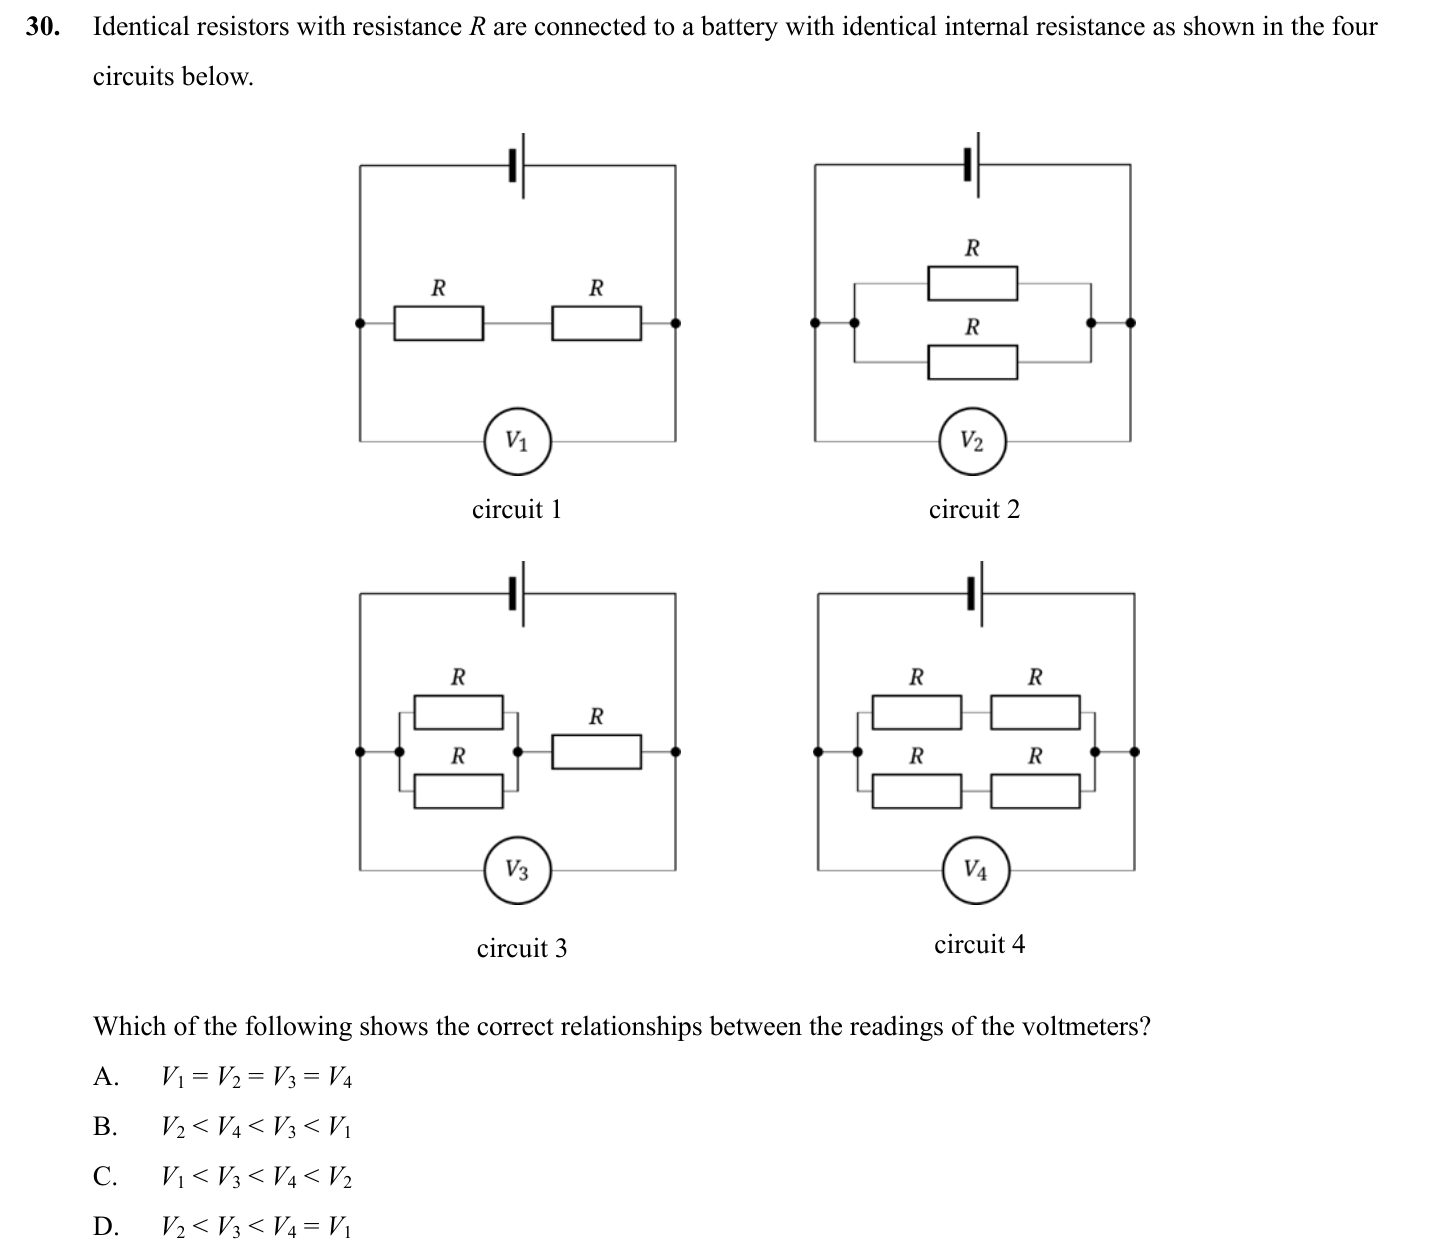 30. Identical resistors with resistance R are connected to a battery with identical internal resistance as shown in the four
circuits below.
R R
V₁
circuit 1
R
R
V₂
circuit 2
R
R
R
V₃
circuit 3
R R
R R
V₄
circuit 4
Which of the following shows the correct relationships between the readings of the voltmeters?
A. V₁ = V₂ = V₃ = V₄
B. V₂ < V₄ < V₃ < V₁
C. V₁ < V₃ < V₄ < V₂
D. V₂ < V₃ < V₄ = V₁